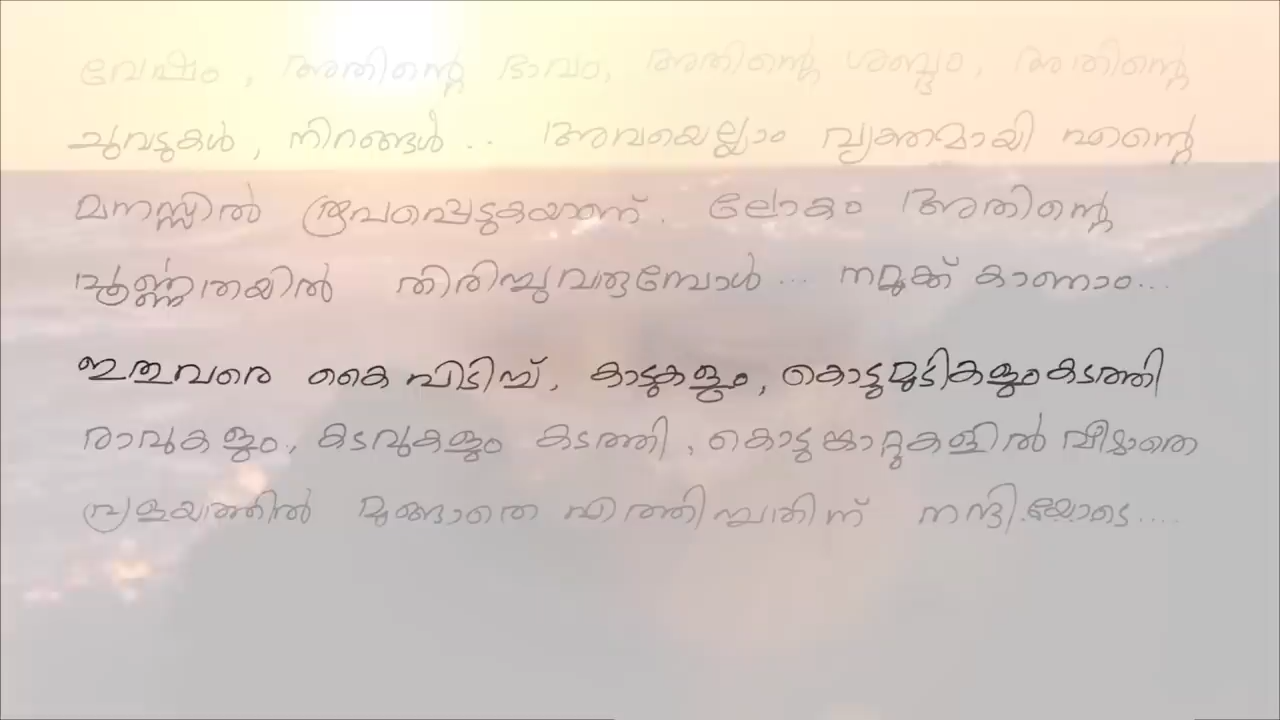 വേഷം, അതിന്റെ ഭാവം, അതിന്റെ ശബ്ദം, അതിന്റെ
ചുവടുകൾ, നിറങ്ങൾ .. അവയെല്ലാം വ്യക്തമായി എന്റെ
മനസ്സിൽ രൂപപ്പെടുകയാണ്. ലോകം അതിന്റെ
പൂർണ്ണതയിൽ തിരിച്ചുവരുമ്പോൾ ... നമുക്ക് കാണാം...
ഇതുവരെ കൈ പിടിച്ച്, കാടുകളും, കൊടുമുടികളും കടത്തി
രാവുകളും, കടവുകളും കടത്തി, കൊടുങ്കാറ്റുകളിൽ വീഴാതെ
പ്രളയത്തിൽ മുങ്ങാതെ എത്തിച്ചതിന് നന്ദിയോടെ....